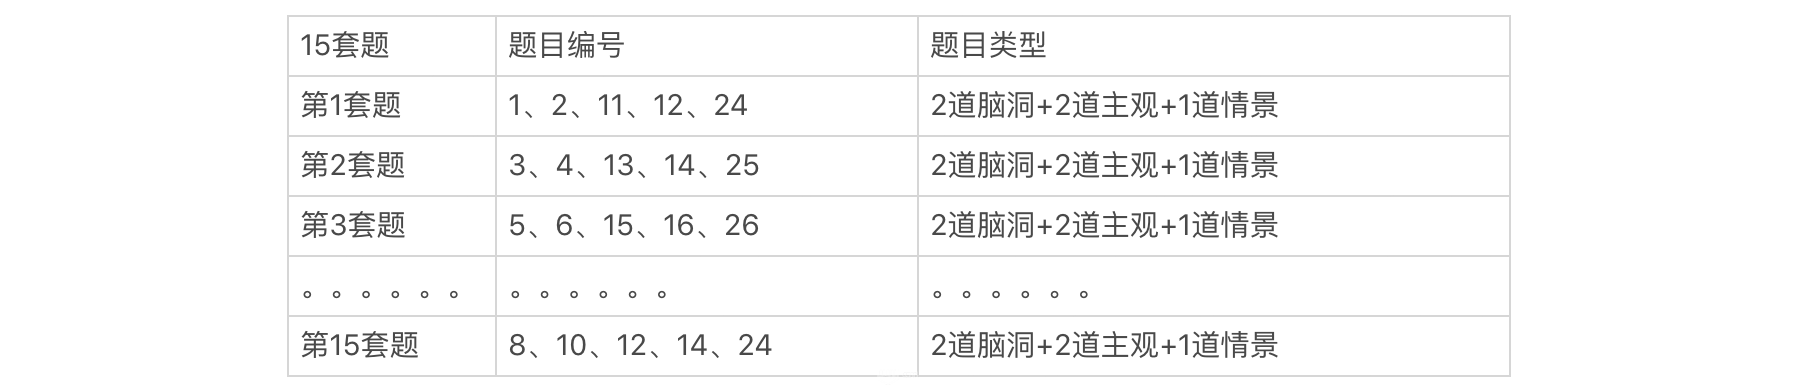 15套题 题目编号 题目类型
第1套题 1、2、11、12、24 2道脑洞+2道主观+1道情景
第2套题 3、4、13、14、25 2道脑洞+2道主观+1道情景
第3套题 5、6、15、16、26 2道脑洞+2道主观+1道情景
。。。。。。 。。。。。。 。。。。。。
第15套题 8、10、12、14、24 2道脑洞+2道主观+1道情景